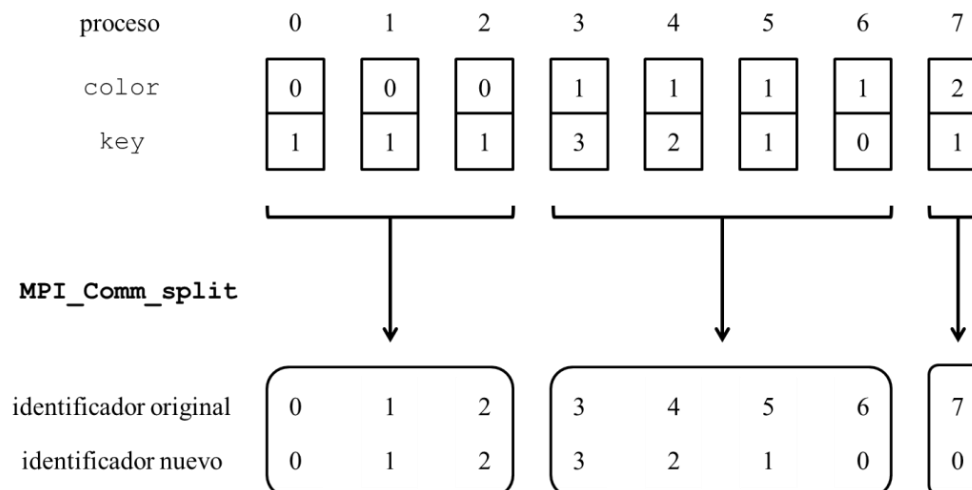 proceso 0 1 2 3 4 5 6 7
color 0 0 0 1 1 1 1 2
key 1 1 1 3 2 1 0 1
MPI_Comm_split
identificador original 0 1 2 3 4 5 6 7
identificador nuevo 0 1 2 3 2 1 0 0